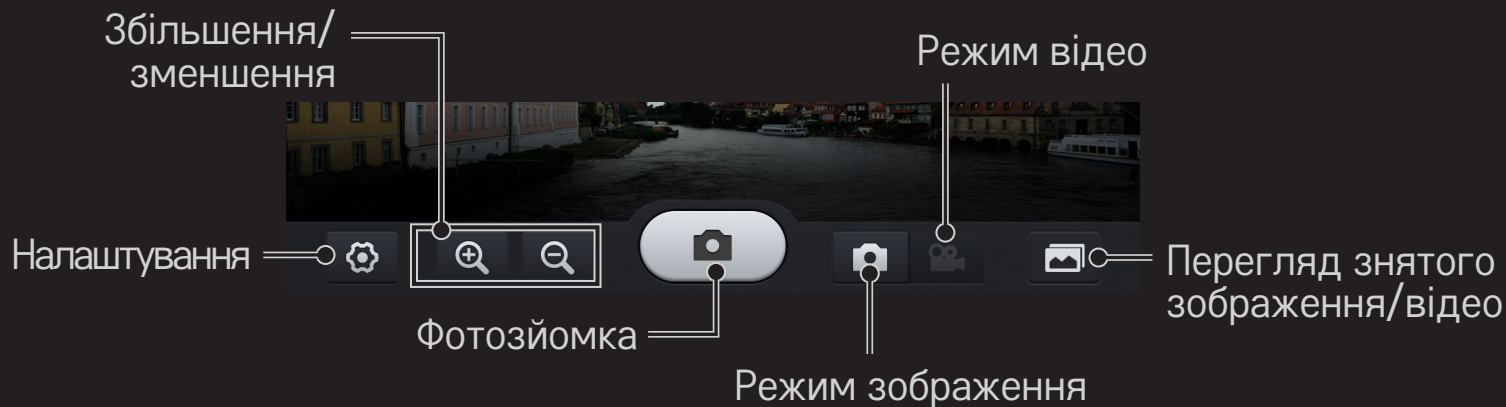 Збільшення/
зменшення
Режим відео
Налаштування
Перегляд знятого
зображення/відео
Фотозйомка
Режим зображення